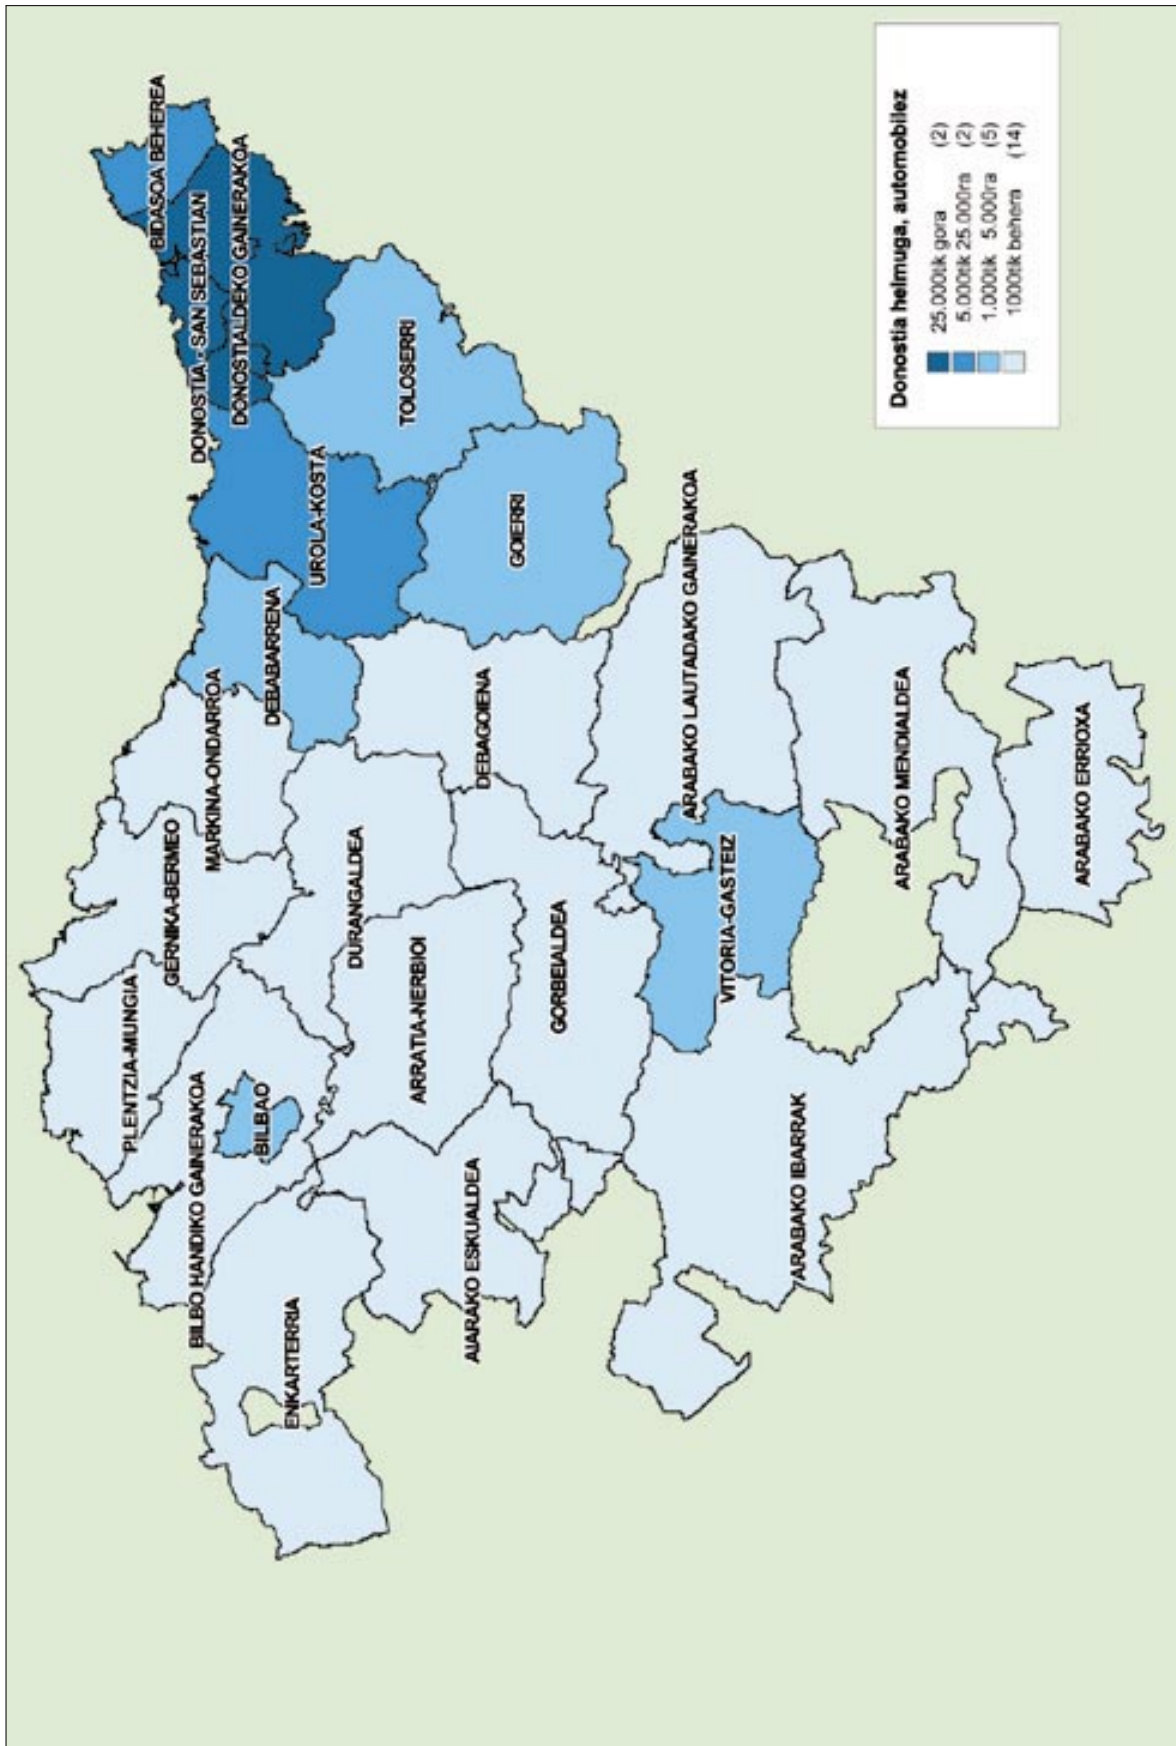 BIDASOA BEHEREA
DONOSTIA - SAN SEBASTIAN
DONOSTIALDEKO GAINERAKOA
TOLOSERRI
UROLA-KOSTA
GOIERRI
DEBABARRENA
MARKINA-ONDARROA
DEBAGOIENA
GERNIKA-BERMEO
DURANGALDEA
PLENTZIA-MUNGIA
BILBO HANDIKO GAINERAKOA
BILBAO
ARRATIA-NERBIOI
GORBEIALDEA
ENKARTERRIA
AIARAKO ESKUALDEA
ARABAKO LAUTADAKO GAINERAKOA
VITORIA-GASTEIZ
ARABAKO MENDIALDEA
ARABAKO ERRIOXA
ARABAKO IBARRAK
Donostia helmuga, automobilez
25.000tik gora (2)
5.000tik 25.000ra (2)
1.000tik 5.000ra (5)
1000tik behera (14)